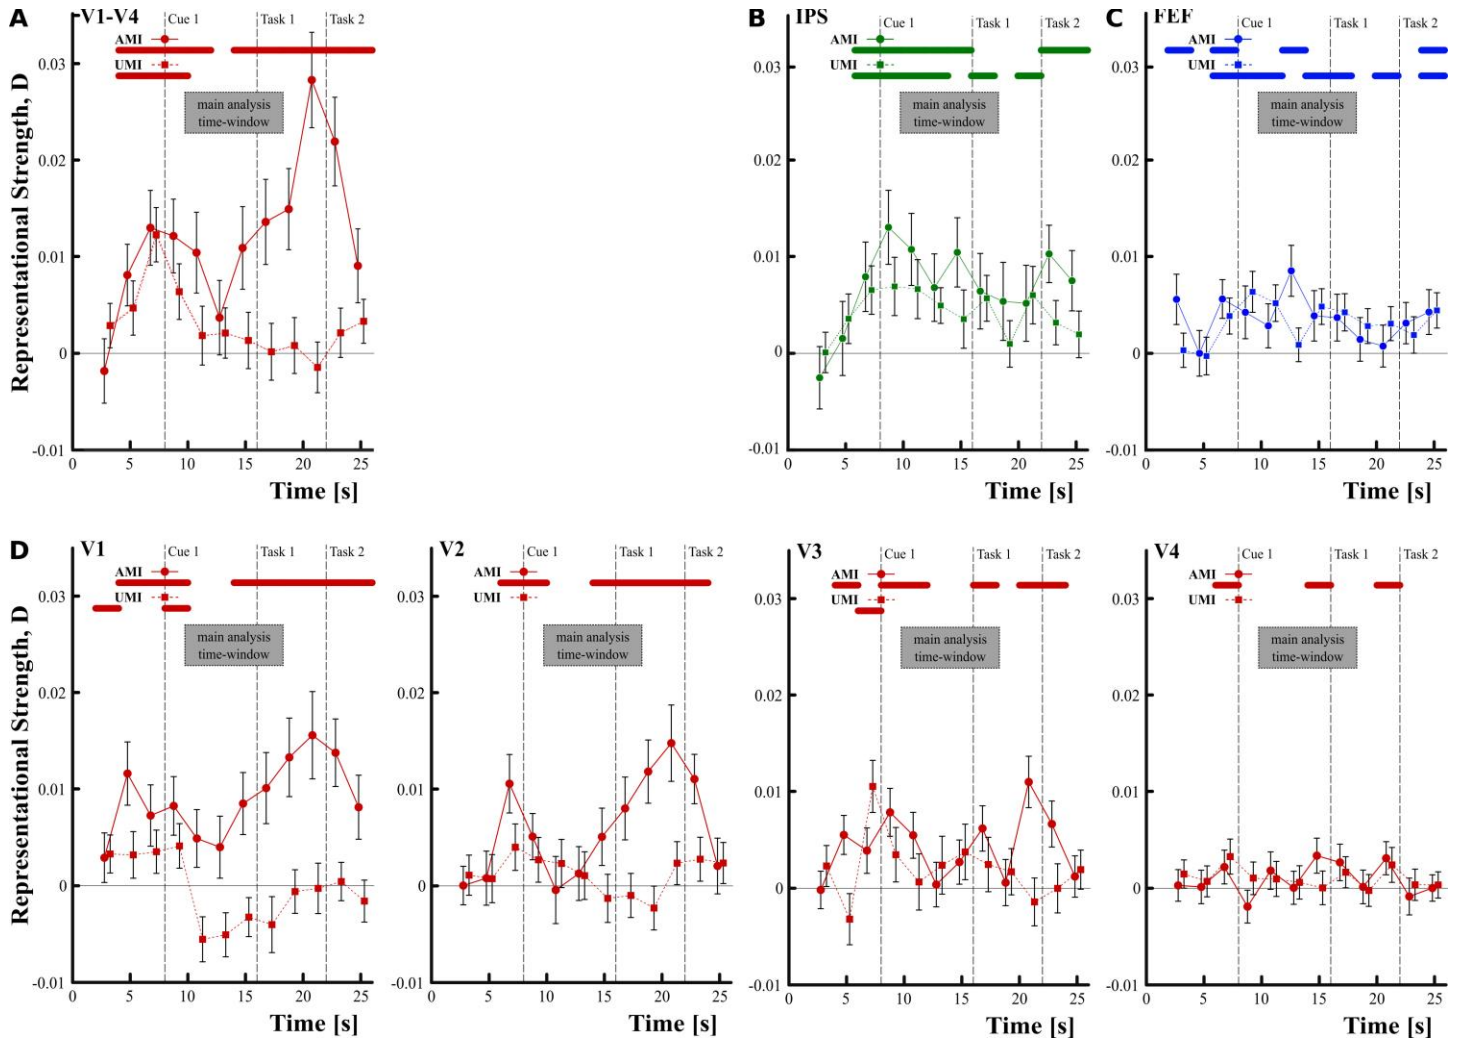 A V1-V4 Cue 1 Task 1 Task 2
AMI
UMI
main analysis
time-window
Representational Strength, D
0.03
0.02
0.01
0
-0.01
0 5 10 15 20 25
Time [s]
B IPS Cue 1 Task 1 Task 2
AMI
UMI
main analysis
time-window
0.03
0.02
0.01
0
-0.01
0 5 10 15 20 25
Time [s]
C FEF Cue 1 Task 1 Task 2
AMI
UMI
main analysis
time-window
0.03
0.02
0.01
0
-0.01
0 5 10 15 20 25
Time [s]
D V1 Cue 1 Task 1 Task 2
AMI
UMI
main analysis
time-window
Representational Strength, D
0.03
0.02
0.01
0
-0.01
0 5 10 15 20 25
Time [s]
V2 Cue 1 Task 1 Task 2
AMI
UMI
main analysis
time-window
0.03
0.02
0.01
0
-0.01
0 5 10 15 20 25
Time [s]
V3 Cue 1 Task 1 Task 2
AMI
UMI
main analysis
time-window
0.03
0.02
0.01
0
-0.01
0 5 10 15 20 25
Time [s]
V4 Cue 1 Task 1 Task 2
AMI
UMI
main analysis
time-window
0.03
0.02
0.01
0
-0.01
0 5 10 15 20 25
Time [s]